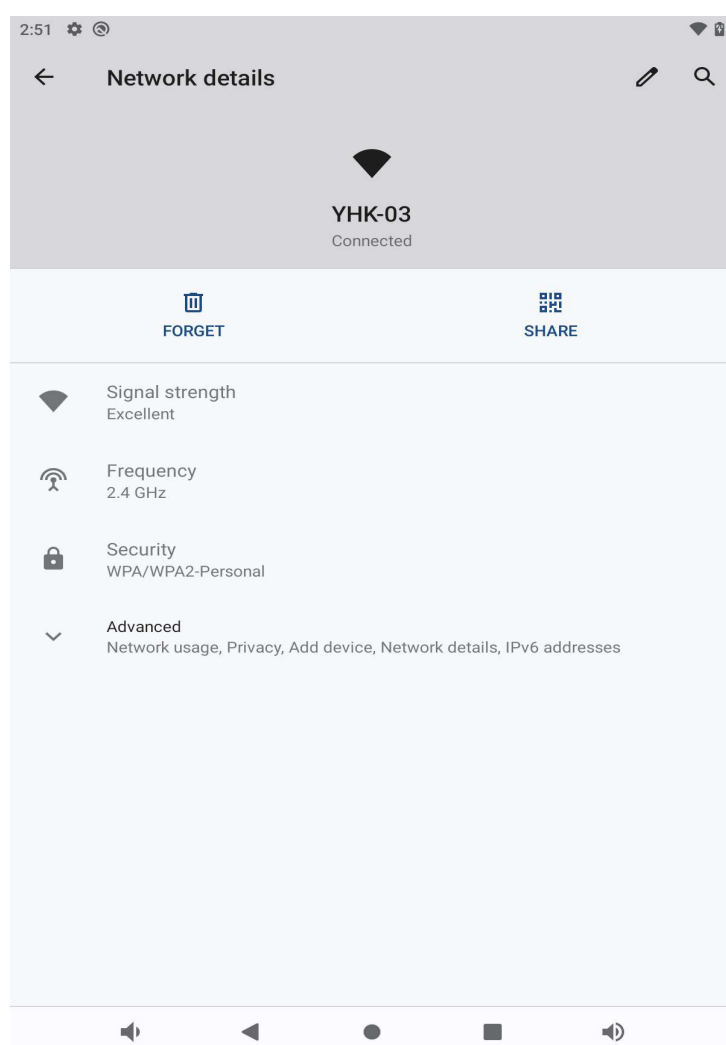 2:51
Network details
YHK-03
Connected
FORGET
SHARE
Signal strength
Excellent
Frequency
2.4 GHz
Security
WPA/WPA2-Personal
Advanced
Network usage, Privacy, Add device, Network details, IPv6 addresses